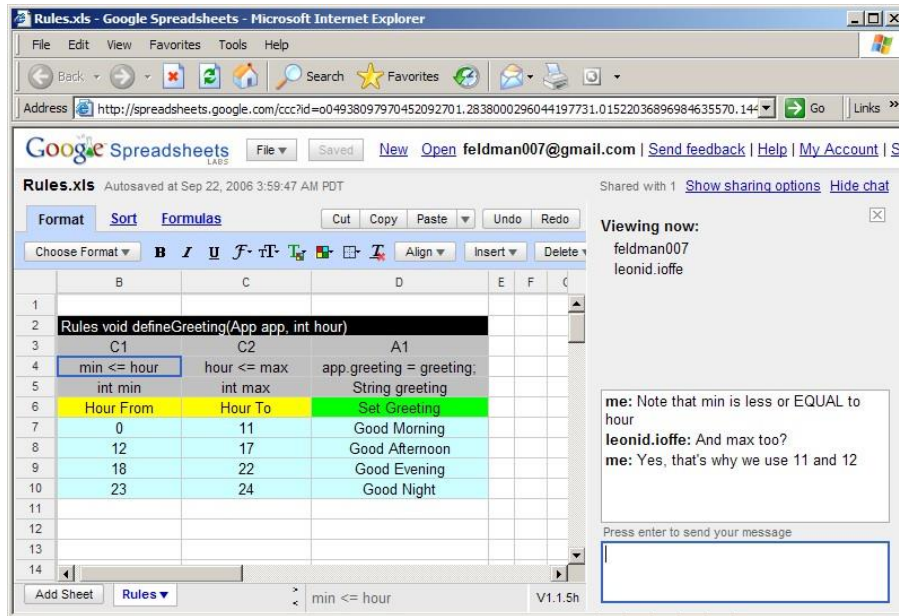 Rules.xls - Google Spreadsheets - Microsoft Internet Explorer
File Edit View Favorites Tools Help
Back Search Favorites
Address http://spreadsheets.google.com/ccc?id=o04938097970452092701.2838000296044197731.01522036896984635570.144 Go Links »
Google Spreadsheets LABS File Saved New Open feldman007@gmail.com | Send feedback | Help | My Account | S
Rules.xls Autosaved at Sep 22, 2006 3:59:47 AM PDT Shared with 1 Show sharing options Hide chat
Format Sort Formulas Cut Copy Paste Undo Redo
Choose Format B I U Align Insert Delete
Viewing now:
feldman007
leonid.ioffe
B C D E F
1
2 Rules void defineGreeting(App app, int hour)
3 C1 C2 A1
4 min <= hour hour <= max app.greeting = greeting;
5 int min int max String greeting
6 Hour From Hour To Set Greeting
7 0 11 Good Morning
8 12 17 Good Afternoon
9 18 22 Good Evening
10 23 24 Good Night
11
12
13
14
me: Note that min is less or EQUAL to
hour
leonid.ioffe: And max too?
me: Yes, that's why we use 11 and 12
Press enter to send your message
Add Sheet Rules min <= hour V1.1.5h